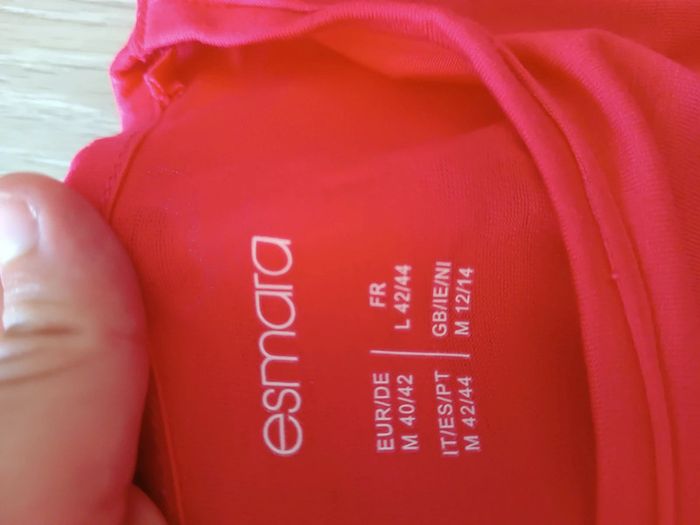 esmara
EUR/DE | FR
M 40/42 | L 42/44
IT/ES/PT | GB/IE/NI
M 42/44 | M 12/14